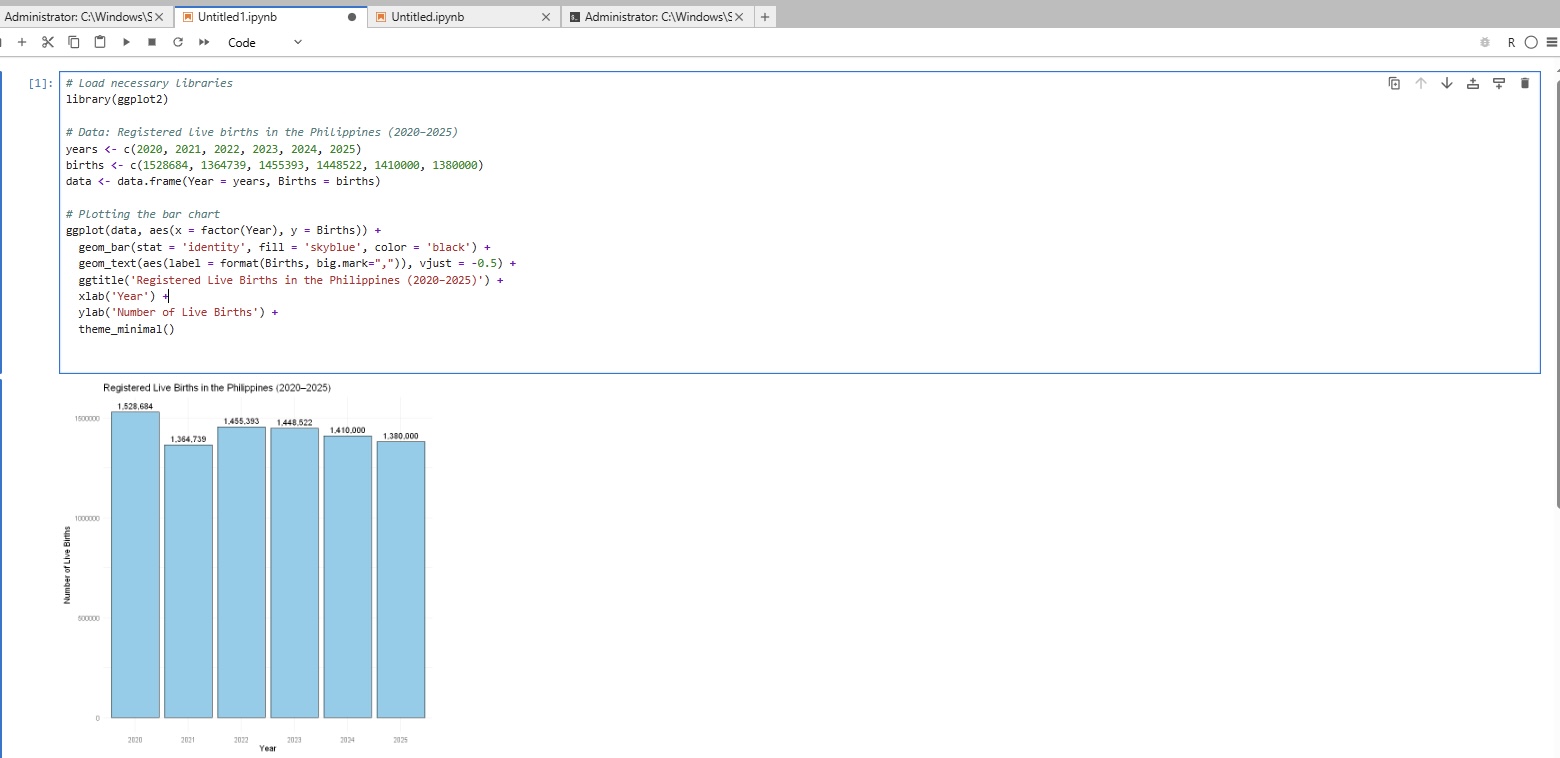 Administrator: C:\Windows\S
Untitled1.ipynb
Untitled.ipynb
Administrator: C:\Windows\S
Code
R
[1]:
# Load necessary libraries
library(ggplot2)
# Data: Registered live births in the Philippines (2020–2025)
years <- c(2020, 2021, 2022, 2023, 2024, 2025)
births <- c(1528684, 1364739, 1455393, 1448522, 1410000, 1380000)
data <- data.frame(Year = years, Births = births)
# Plotting the bar chart
ggplot(data, aes(x = factor(Year), y = Births)) +
  geom_bar(stat = 'identity', fill = 'skyblue', color = 'black') +
  geom_text(aes(label = format(Births, big.mark=",")), vjust = -0.5) +
  ggtitle('Registered Live Births in the Philippines (2020–2025)') +
  xlab('Year') +
  ylab('Number of Live Births') +
  theme_minimal()
Registered Live Births in the Philippines (2020–2025)
1,528,684
1,364,739
1,455,393
1,448,522
1,410,000
1,380,000
1500000
1000000
500000
0
Number of Live Births
2020
2021
2022
2023
2024
2025
Year